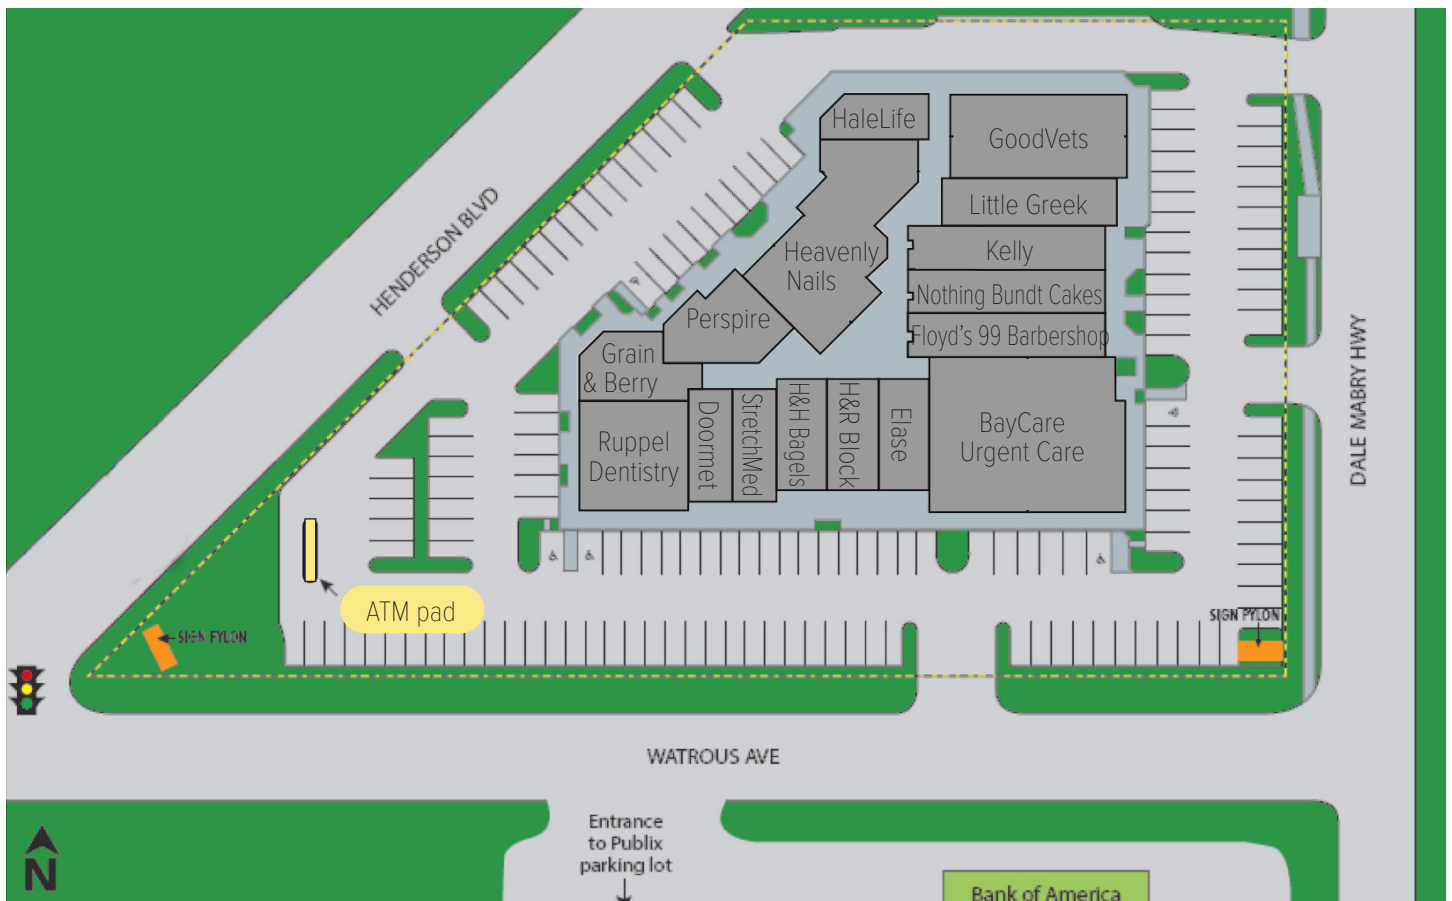 HaleLife
GoodVets
HENDERSON BLVD
Little Greek
Heavenly
Nails
Kelly
Nothing Bundt Cakes
Perspire
Floyd's 99 Barbershop
Grain
& Berry
DALE MABRY HWY
Ruppel
Dentistry
Doormet
StretchMed
H&H Bagels
H&R Block
Elase
BayCare
Urgent Care
ATM pad
SIGN PYLON
SIGN PYLON
WATROUS AVE
Entrance
to Publix
parking lot
N
Bank of America